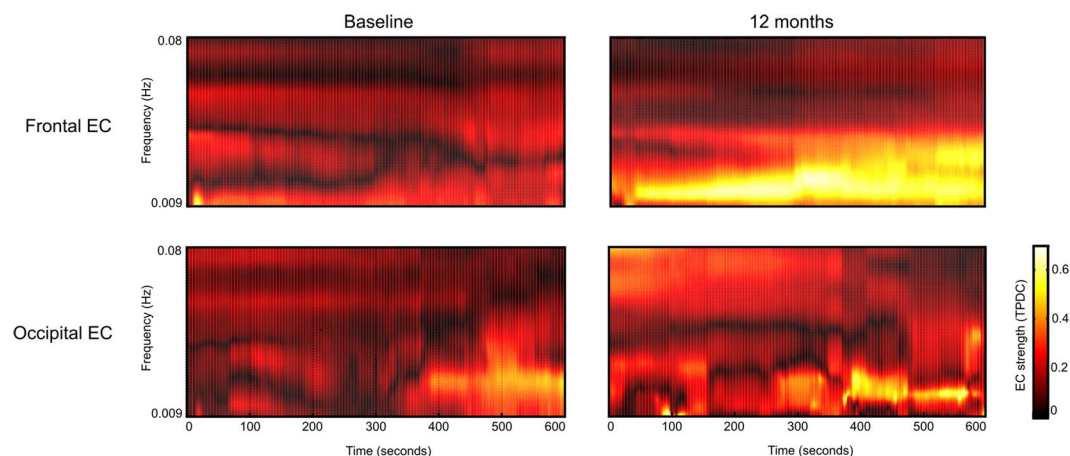 Baseline
12 months
0.08
Frequency (Hz)
0.009
Frontal EC
0.08
Frequency (Hz)
0.009
Occipital EC
0 100 200 300 400 500 600
Time (seconds)
0 100 200 300 400 500 600
Time (seconds)
0.6
0.4
0.2
0
EC strength (TPDC)